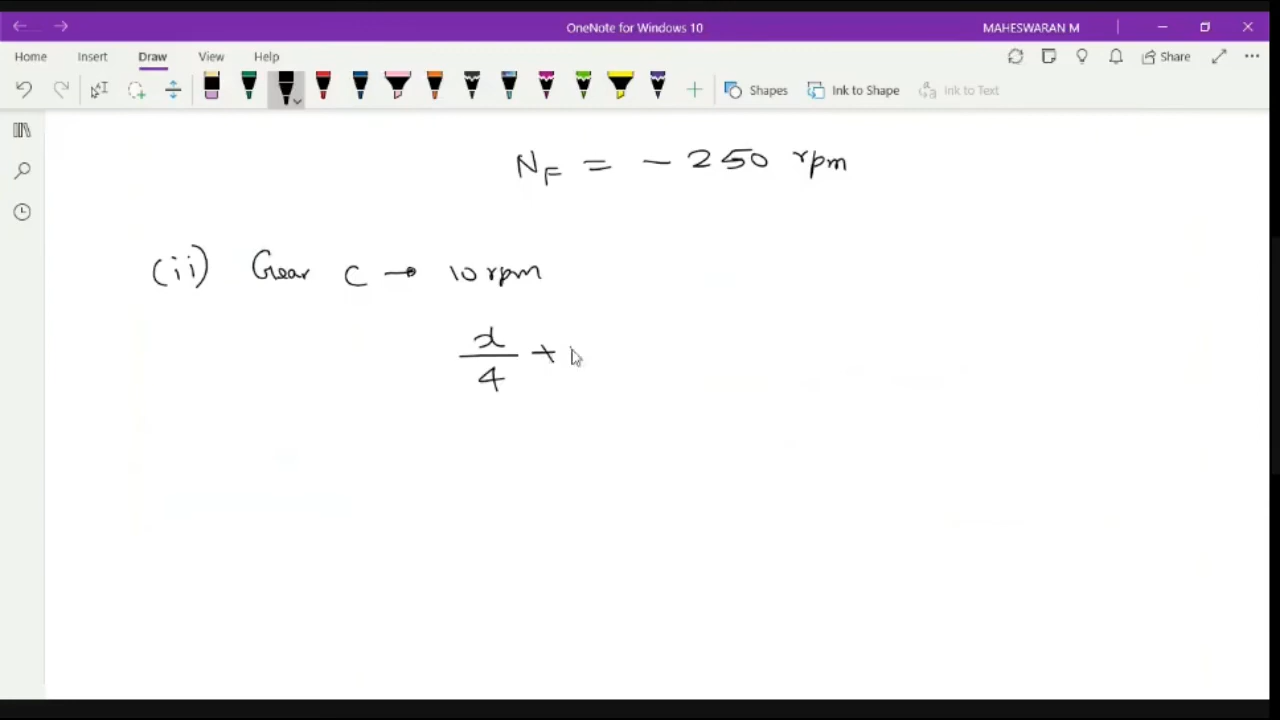 OneNote for Windows 10
MAHESWARAN M
Home Insert Draw View Help
Share
Shapes Ink to Shape Ink to Text
N_F = - 250 rpm
(ii) Gear C → 10 rpm
x/4 +